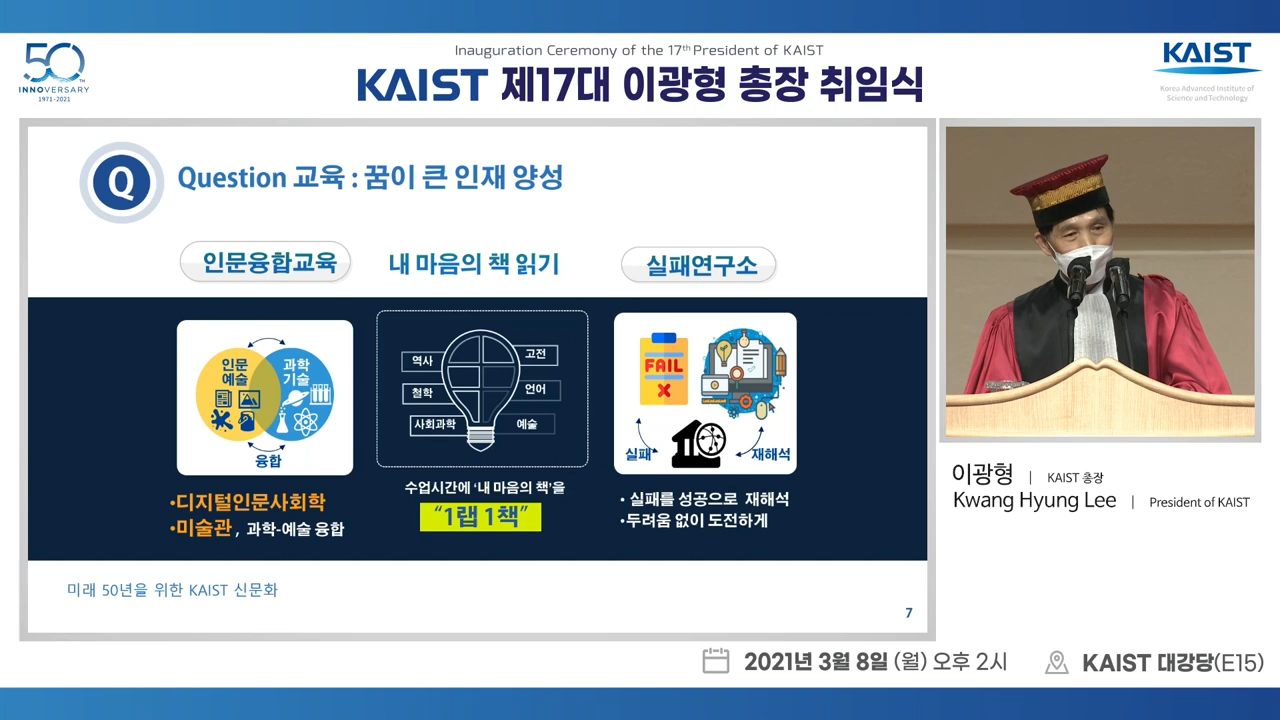 50TH
INNOVERSARY
1971-2021
Inauguration Ceremony of the 17th President of KAIST
KAIST 제17대 이광형 총장 취임식
KAIST
Korea Advanced Institute of
Science and Technology
Q
Question 교육 : 꿈이 큰 인재 양성
인문융합교육
내 마음의 책 읽기
실패연구소
인문
예술
과학
기술
융합
역사
고전
철학
언어
사회과학
예술
FAIL
실패
재해석
•디지털인문사회학
•미술관 , 과학-예술 융합
수업시간에 ‘내 마음의 책’을
“1랩 1책”
• 실패를 성공으로 재해석
•두려움 없이 도전하게
미래 50년을 위한 KAIST 신문화
7
이광형 | KAIST 총장
Kwang Hyung Lee | President of KAIST
2021년 3월 8일 (월) 오후 2시
KAIST 대강당(E15)